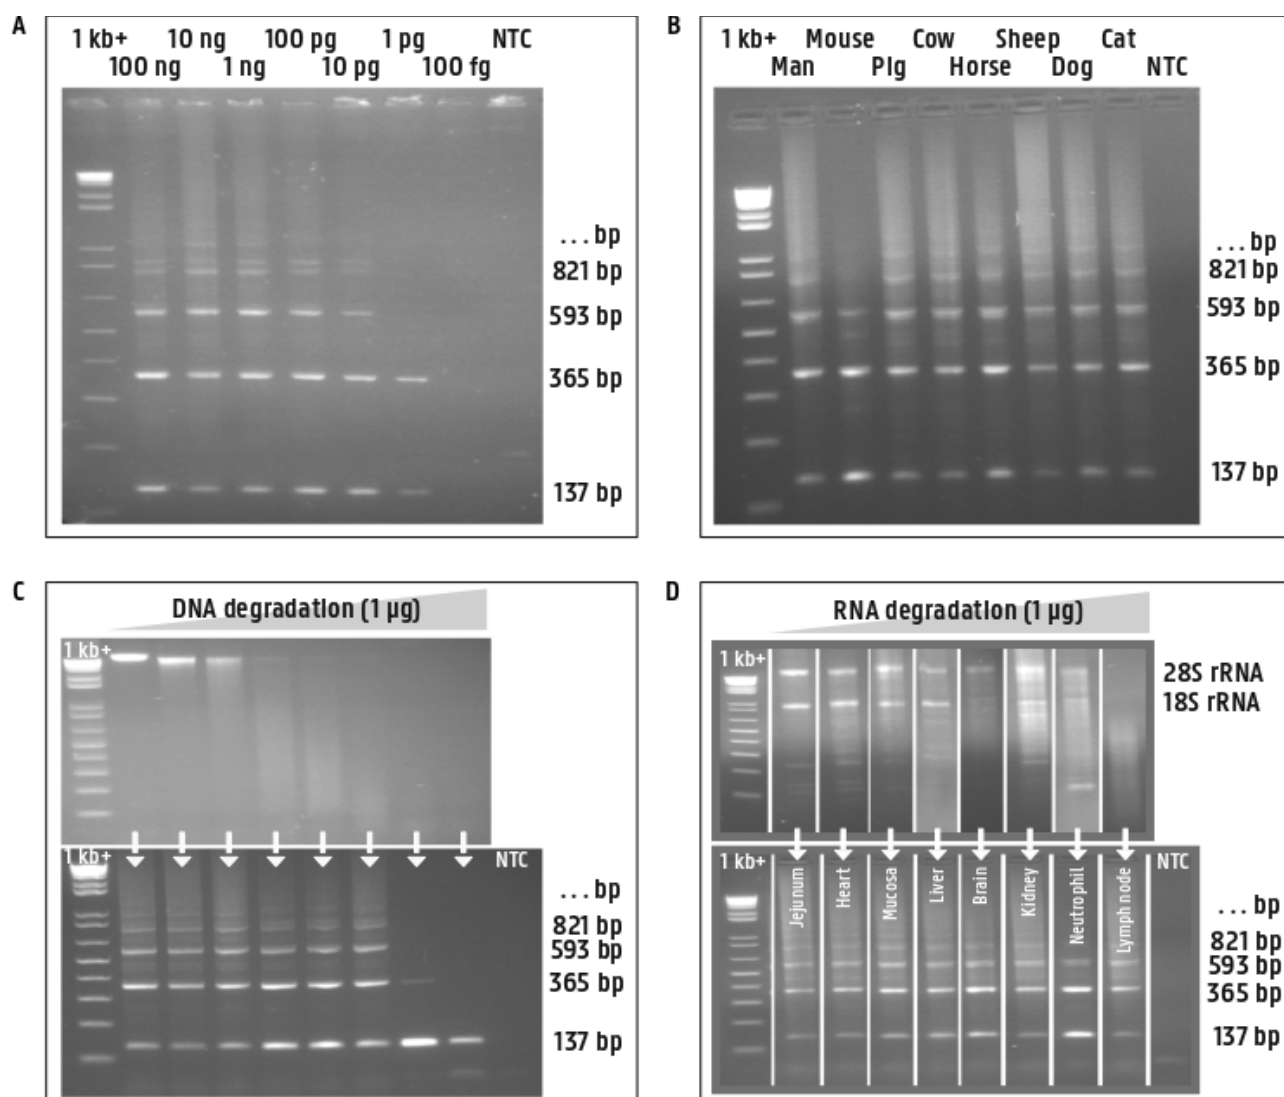 A
1 kb+ 10 ng 100 pg 1 pg NTC
100 ng 1 ng 10 pg 100 fg
... bp
821 bp
593 bp
365 bp
137 bp
B
1 kb+ Mouse Cow Sheep Cat
Man PIg Horse Dog NTC
... bp
821 bp
593 bp
365 bp
137 bp
C
DNA degradation (1 µg)
1 kb+
1 kb+ NTC
... bp
821 bp
593 bp
365 bp
137 bp
D
RNA degradation (1 µg)
1 kb+
28S rRNA
18S rRNA
1 kb+ NTC
Jejunum
Heart
Mucosa
Liver
Brain
Kidney
Neutrophil
Lymph node
... bp
821 bp
593 bp
365 bp
137 bp